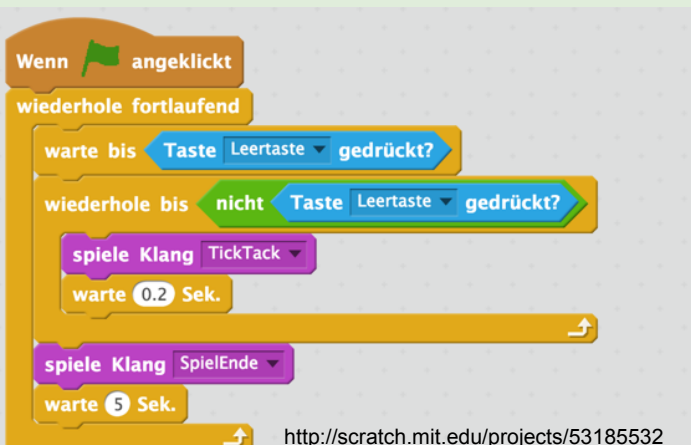 Wenn angeklickt
wiederhole fortlaufend
warte bis Taste Leertaste gedrückt?
wiederhole bis nicht Taste Leertaste gedrückt?
spiele Klang TickTack
warte 0.2 Sek.
spiele Klang SpielEnde
warte 5 Sek.
http://scratch.mit.edu/projects/53185532